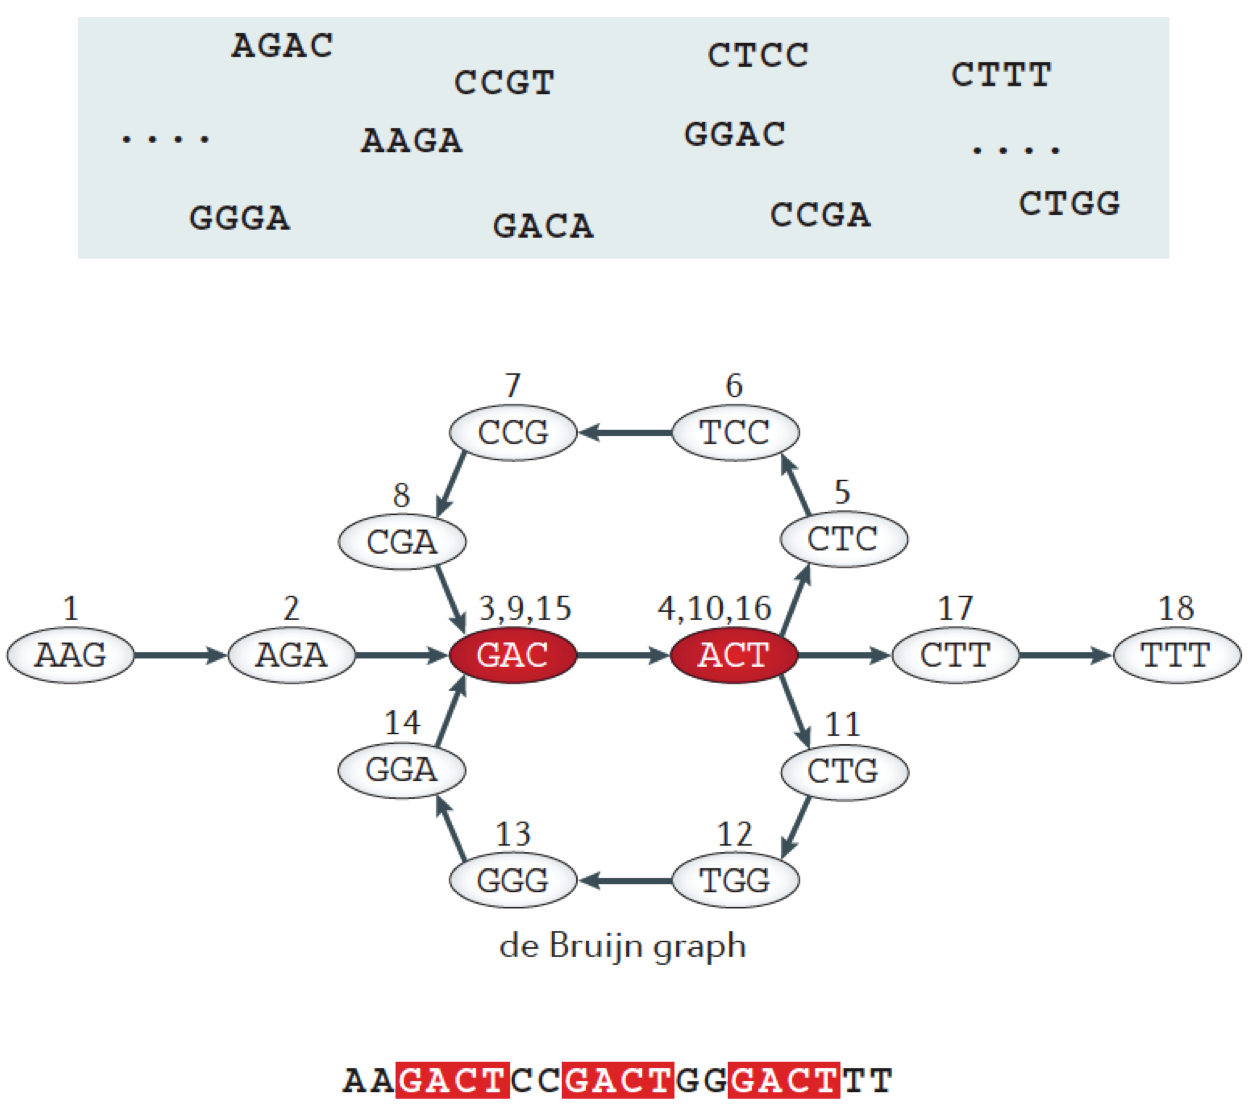 AGAC
CTCC
CCGT
CTTT
....
AAGA
GGAC
....
GGGA
GACA
CCGA
CTGG
7
6
CCG
TCC
8
5
CGA
CTC
1
2
3,9,15
4,10,16
17
18
AAG
AGA
GAC
ACT
CTT
TTT
14
11
GGA
CTG
13
12
GGG
TGG
de Bruijn graph
AAGACTCCGACTGGGACTTT